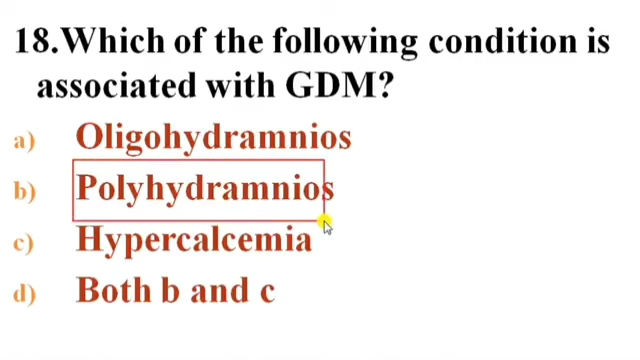 18.Which of the following condition is
associated with GDM?
a) Oligohydramnios
b) Polyhydramnios
c) Hypercalcemia
d) Both b and c